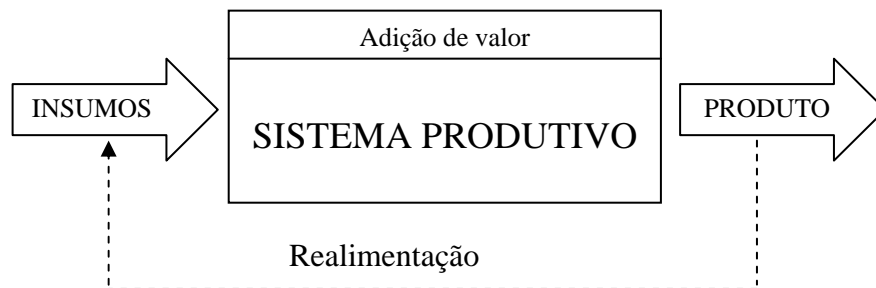 Adição de valor
INSUMOS
SISTEMA PRODUTIVO
PRODUTO
Realimentação